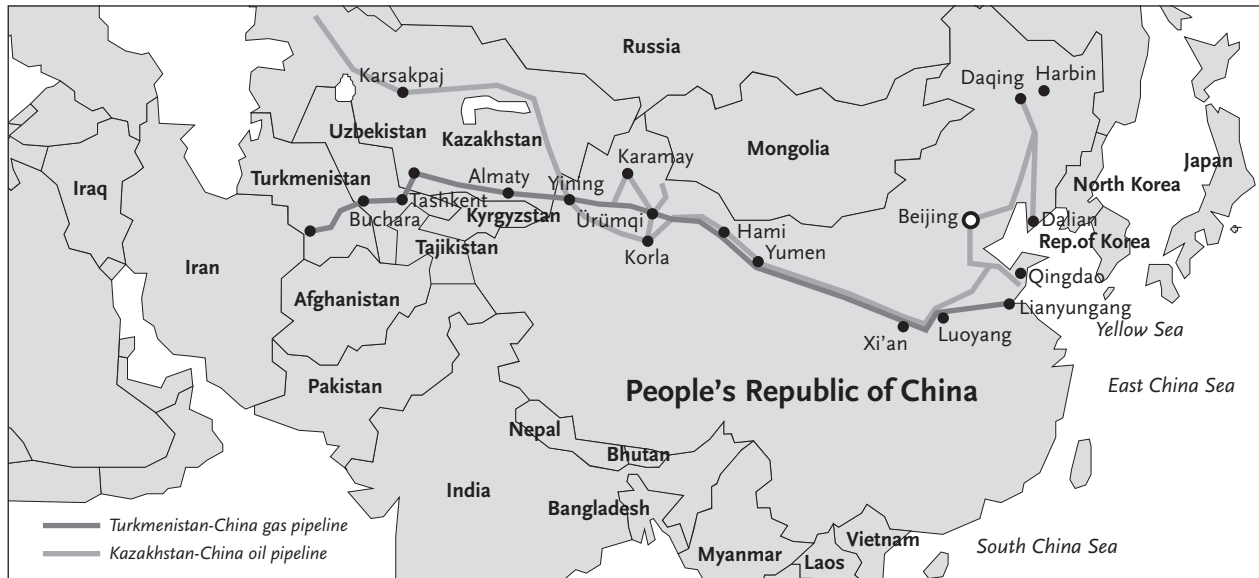 Russia
Daqing
Harbin
Karsakpaj
Uzbekistan
Kazakhstan
Mongolia
Karamay
Japan
Iraq
Turkmenistan
Almaty
Yining
North Korea
Tashkent
Buchara
Kyrgyzstan
Ürümqi
Beijing
Dalian
Tajikistan
Hami
Rep.of Korea
Iran
Korla
Yumen
Qingdao
Afghanistan
Lianyungang
Yellow Sea
Xi'an
Luoyang
Pakistan
People's Republic of China
East China Sea
Nepal
Bhutan
India
Bangladesh
Turkmenistan-China gas pipeline
Kazakhstan-China oil pipeline
Myanmar
Laos
Vietnam
South China Sea